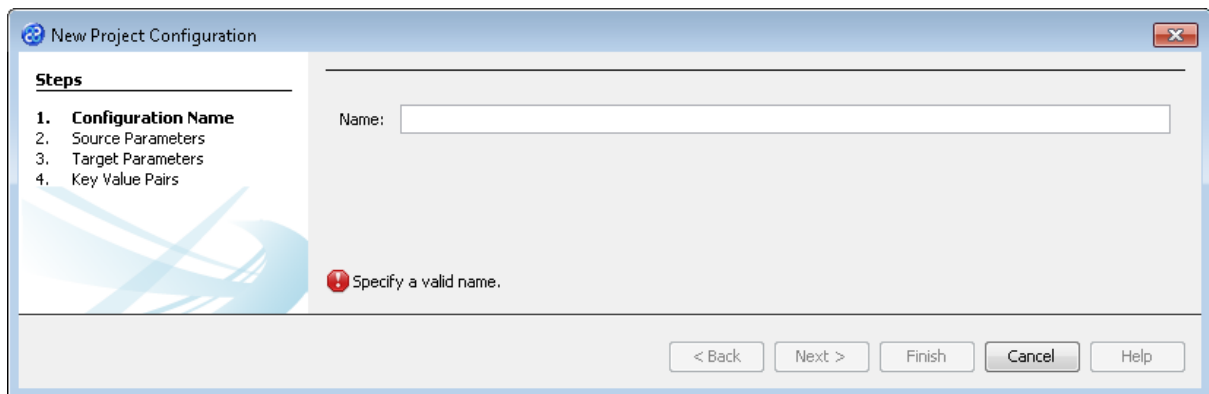 New Project Configuration
Steps
1. Configuration Name
2. Source Parameters
3. Target Parameters
4. Key Value Pairs
Name:
Specify a valid name.
< Back Next > Finish Cancel Help